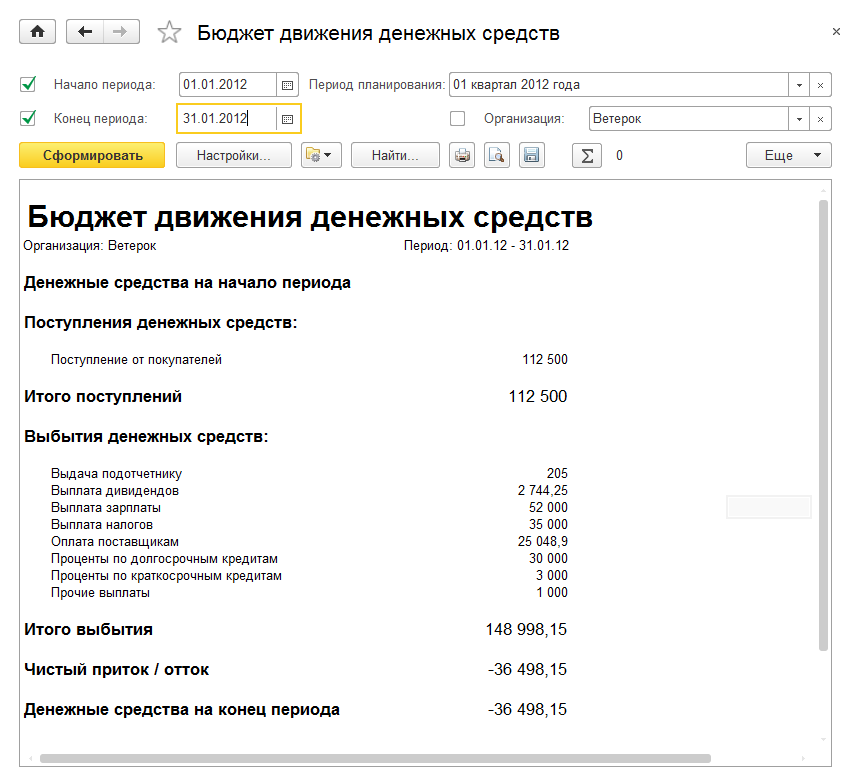 Бюджет движения денежных средств
Начало периода: 01.01.2012 Период планирования: 01 квартал 2012 года
Конец периода: 31.01.2012 Организация: Ветерок
Сформировать Настройки... Найти... Σ 0 Еще
Бюджет движения денежных средств
Организация: Ветерок Период: 01.01.12 - 31.01.12
Денежные средства на начало периода
Поступления денежных средств:
Поступление от покупателей 112 500
Итого поступлений 112 500
Выбытия денежных средств:
Выдача подотчетнику 205
Выплата дивидендов 2 744,25
Выплата зарплаты 52 000
Выплата налогов 35 000
Оплата поставщикам 25 048,9
Проценты по долгосрочным кредитам 30 000
Проценты по краткосрочным кредитам 3 000
Прочие выплаты 1 000
Итого выбытия 148 998,15
Чистый приток / отток -36 498,15
Денежные средства на конец периода -36 498,15